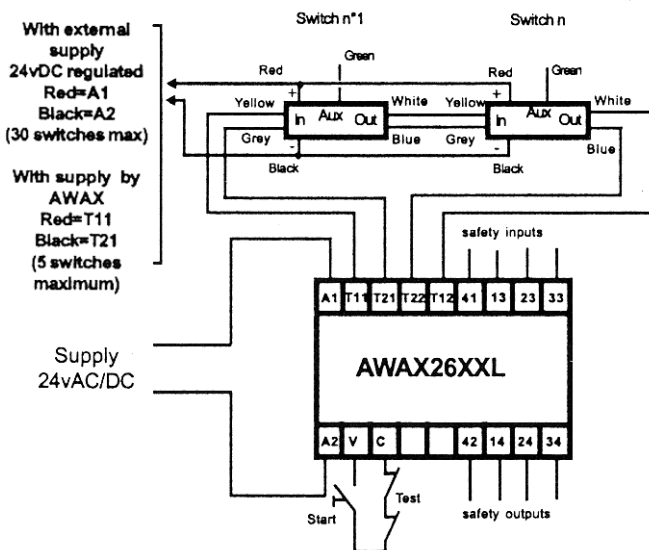 With external
supply
24vDC regulated
Red=A1
Black=A2
(30 switches max)
With supply by
AWAX
Red=T11
Black=T21
(5 switches
maximum)
Switch n°1
Switch n
Green
Green
Red
Red
+
+
Yellow
White
Yellow
White
In
Aux
Out
In
Aux
Out
Grey
Blue
Grey
Blue
-
-
Black
Black
safety inputs
A1
T11
T21
T22
T12
41
13
23
33
Supply
24vAC/DC
AWAX26XXL
A2
V
C
42
14
24
34
Test
Start
safety outputs